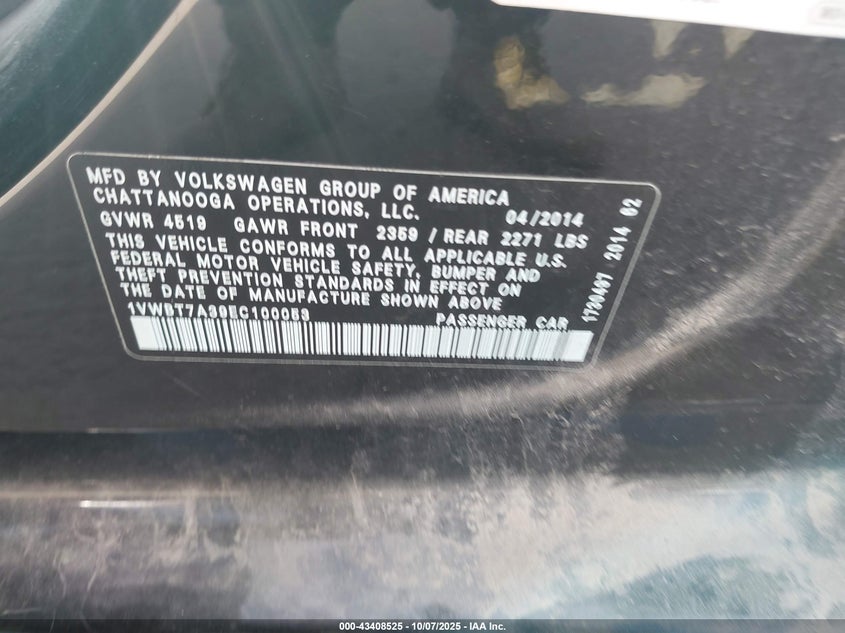 MFD BY VOLKSWAGEN GROUP OF AMERICA
CHATTANOOGA OPERATIONS, LLC. 04/2014
GVWR 4519 GAWR FRONT 2359 / REAR 2271 LBS
THIS VEHICLE CONFORMS TO ALL APPLICABLE U.S.
FEDERAL MOTOR VEHICLE SAFETY, BUMPER AND
THEFT PREVENTION STANDARDS IN EFFECT ON
THE DATE OF MANUFACTURE SHOWN ABOVE
PASSENGER CAR
2014 02
000-43408525 - 10/07/2025 - IAA Inc.